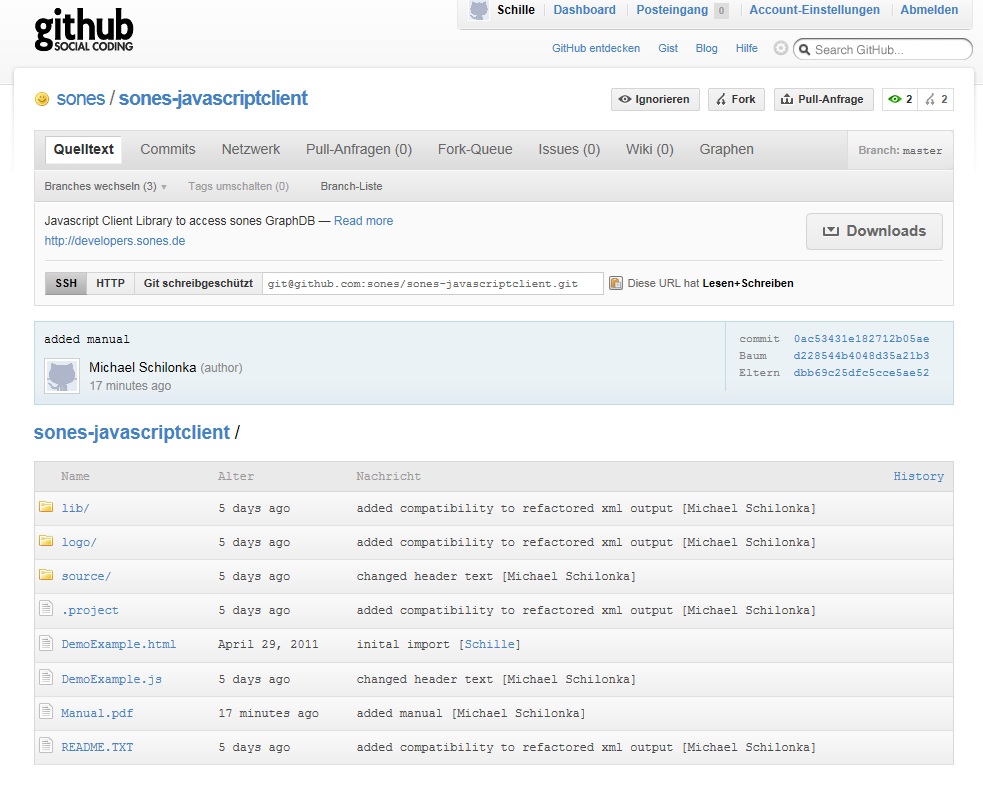 github
SOCIAL CODING
Schille Dashboard Posteingang 0 Account-Einstellungen Abmelden
GitHub entdecken Gist Blog Hilfe Search GitHub...
sones / sones-javascriptclient Ignorieren Fork Pull-Anfrage 2 2
Quelltext Commits Netzwerk Pull-Anfragen (0) Fork-Queue Issues (0) Wiki (0) Graphen Branch: master
Branches wechseln (3) Tags umschalten (0) Branch-Liste
Javascript Client Library to access sones GraphDB — Read more
http://developers.sones.de
Downloads
SSH HTTP Git schreibgeschützt git@github.com:sones/sones-javascriptclient.git Diese URL hat Lesen+Schreiben
added manual
Michael Schilonka (author)
17 minutes ago
commit 0ac53431e182712b05ae
Baum d228544b4048d35a21b3
Eltern dbb69c25dfc5cce5ae52
sones-javascriptclient /
Name Alter Nachricht History
lib/ 5 days ago added compatibility to refactored xml output [Michael Schilonka]
logo/ 5 days ago added compatibility to refactored xml output [Michael Schilonka]
source/ 5 days ago changed header text [Michael Schilonka]
.project 5 days ago added compatibility to refactored xml output [Michael Schilonka]
DemoExample.html April 29, 2011 inital import [Schille]
DemoExample.js 5 days ago changed header text [Michael Schilonka]
Manual.pdf 17 minutes ago added manual [Michael Schilonka]
README.TXT 5 days ago added compatibility to refactored xml output [Michael Schilonka]